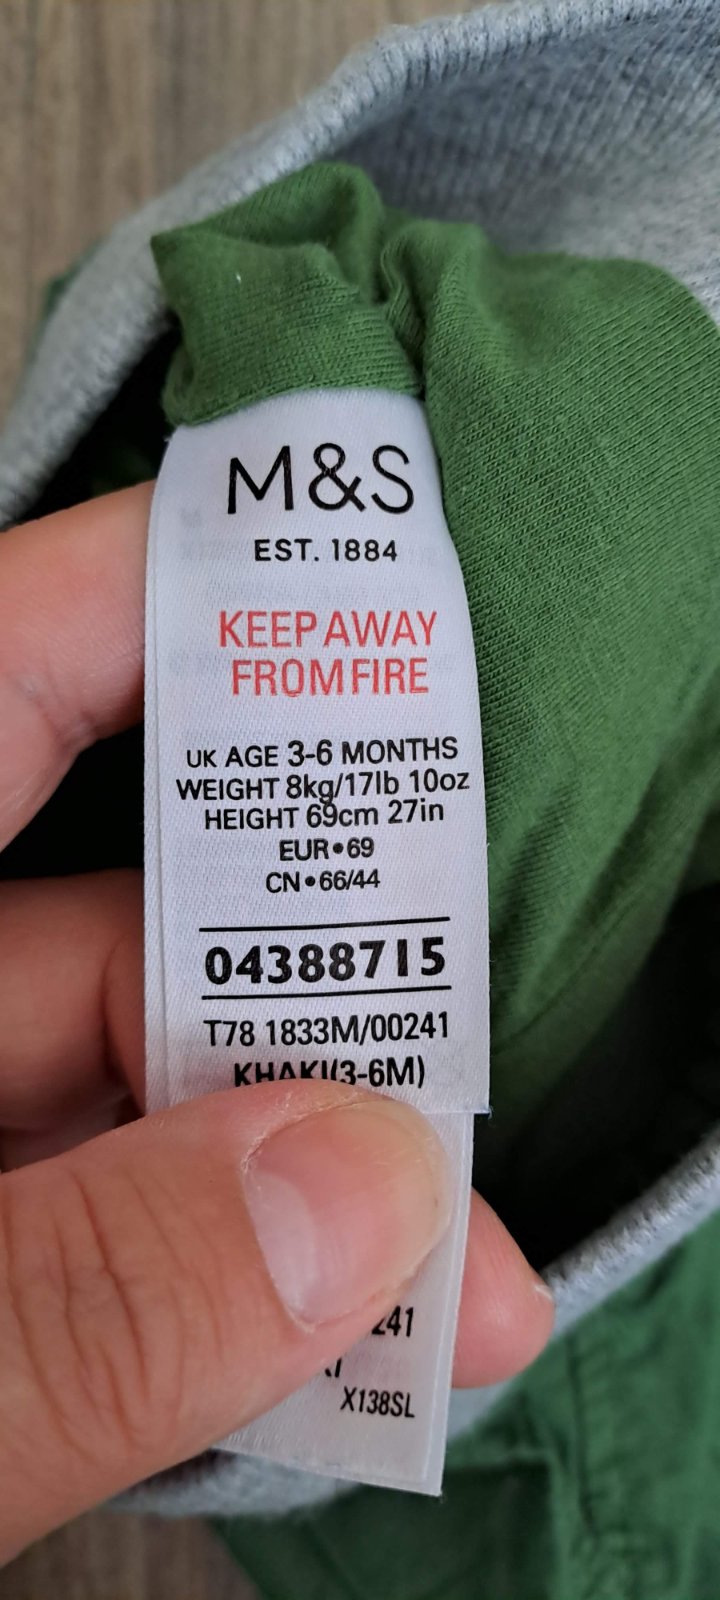 M&S
EST. 1884
KEEP AWAY
FROM FIRE
UK AGE 3-6 MONTHS
WEIGHT 8kg/17lb 10oz
HEIGHT 69cm 27in
EUR•69
CN•66/44
04388715
T78 1833M/00241
KHAKI(3-6M)
241
X138SL